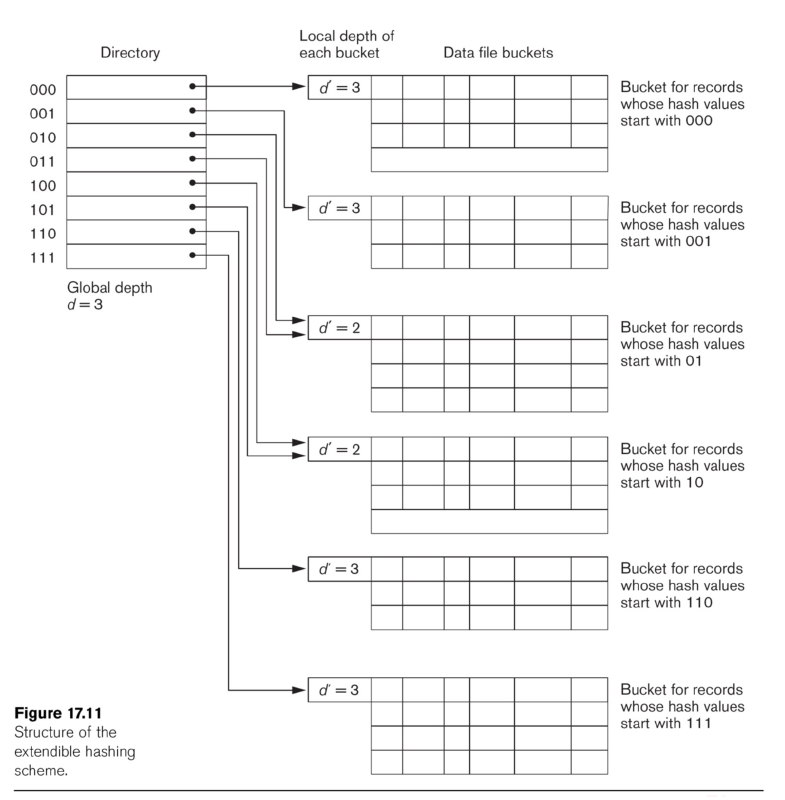 Directory
Local depth of
each bucket
Data file buckets
000
001
010
011
100
101
110
111
Global depth
d = 3
d′ = 3
Bucket for records
whose hash values
start with 000
d′ = 3
Bucket for records
whose hash values
start with 001
d′ = 2
Bucket for records
whose hash values
start with 01
d′ = 2
Bucket for records
whose hash values
start with 10
d′ = 3
Bucket for records
whose hash values
start with 110
d′ = 3
Bucket for records
whose hash values
start with 111
Figure 17.11
Structure of the
extendible hashing
scheme.